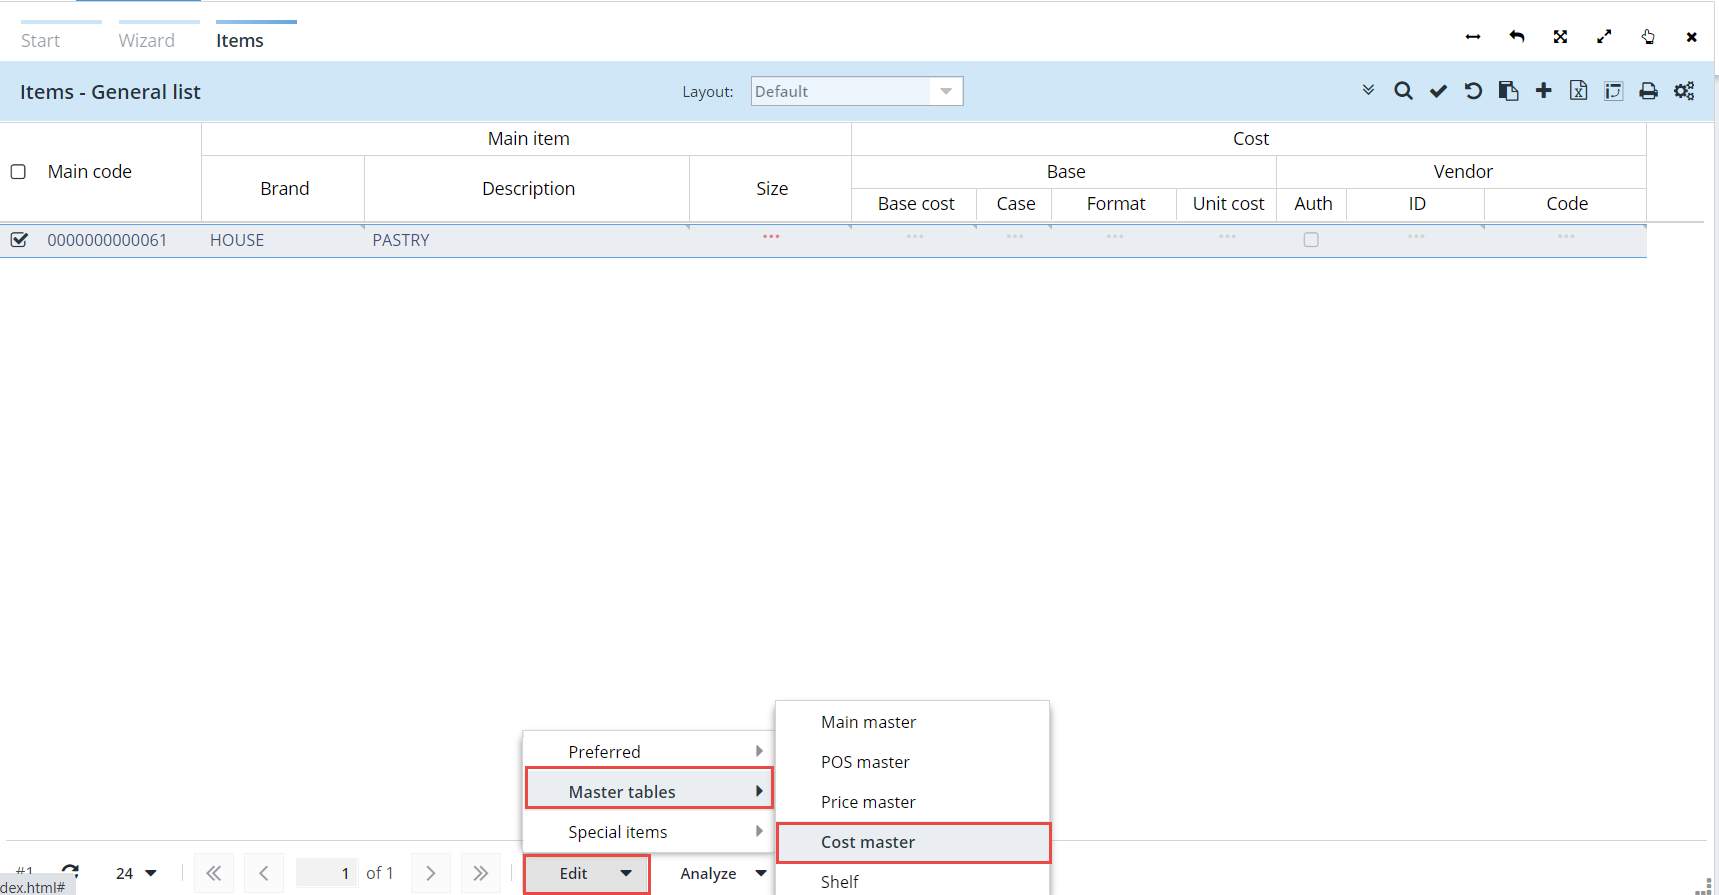 Start Wizard Items
Items - General list Layout: Default
Main item Cost
Main code Base Vendor
Brand Description Size
Base cost Case Format Unit cost Auth ID Code
0000000000061 HOUSE PASTRY
Main master
Preferred
POS master
Master tables
Price master
Special items
Cost master
#1 24 1 of 1 Edit Analyze
Shelf
dex.html#